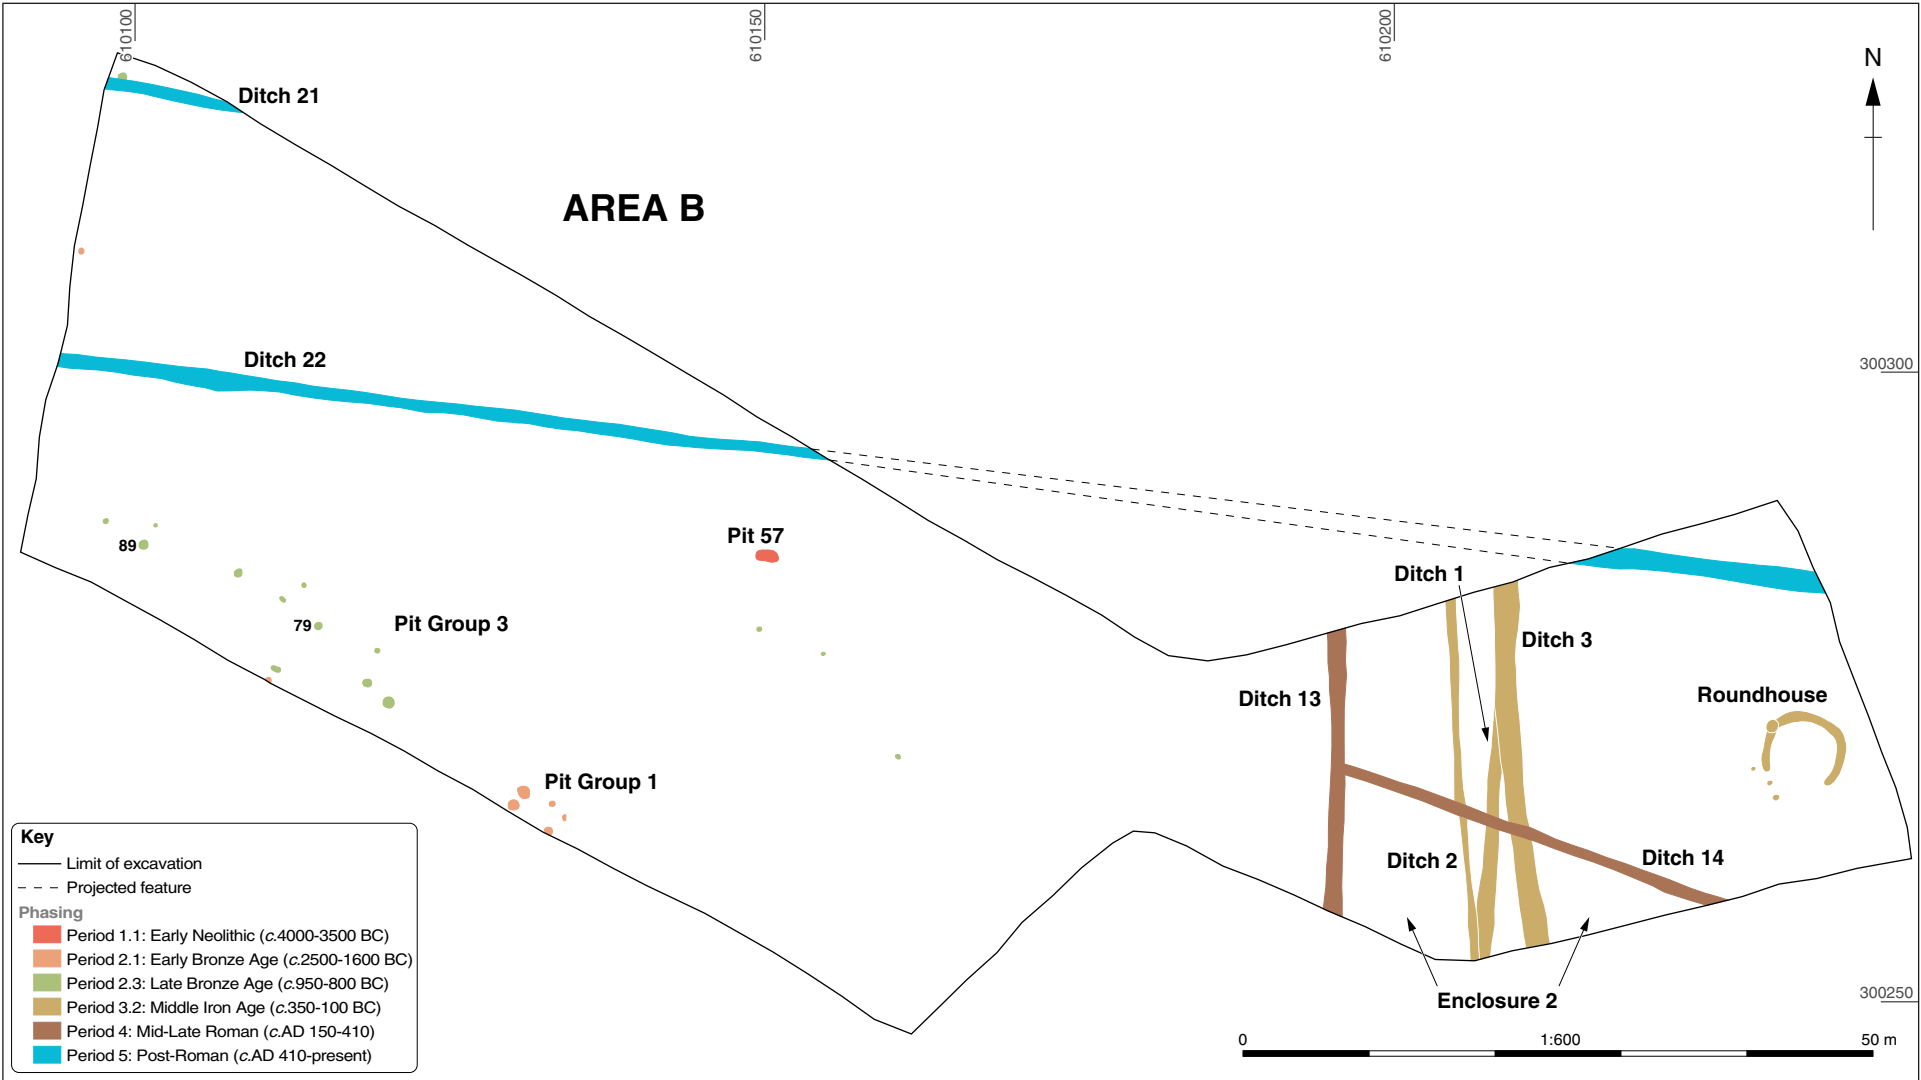 610100
610150
610200
N
Ditch 21
AREA B
Ditch 22
300300
Pit 57
89
Ditch 1
79
Pit Group 3
Ditch 3
Ditch 13
Roundhouse
Pit Group 1
Ditch 2
Ditch 14
Enclosure 2
300250
Key
Limit of excavation
Projected feature
Phasing
Period 1.1: Early Neolithic (c.4000-3500 BC)
Period 2.1: Early Bronze Age (c.2500-1600 BC)
Period 2.3: Late Bronze Age (c.950-800 BC)
Period 3.2: Middle Iron Age (c.350-100 BC)
Period 4: Mid-Late Roman (c.AD 150-410)
Period 5: Post-Roman (c.AD 410-present)
0 1:600 50 m